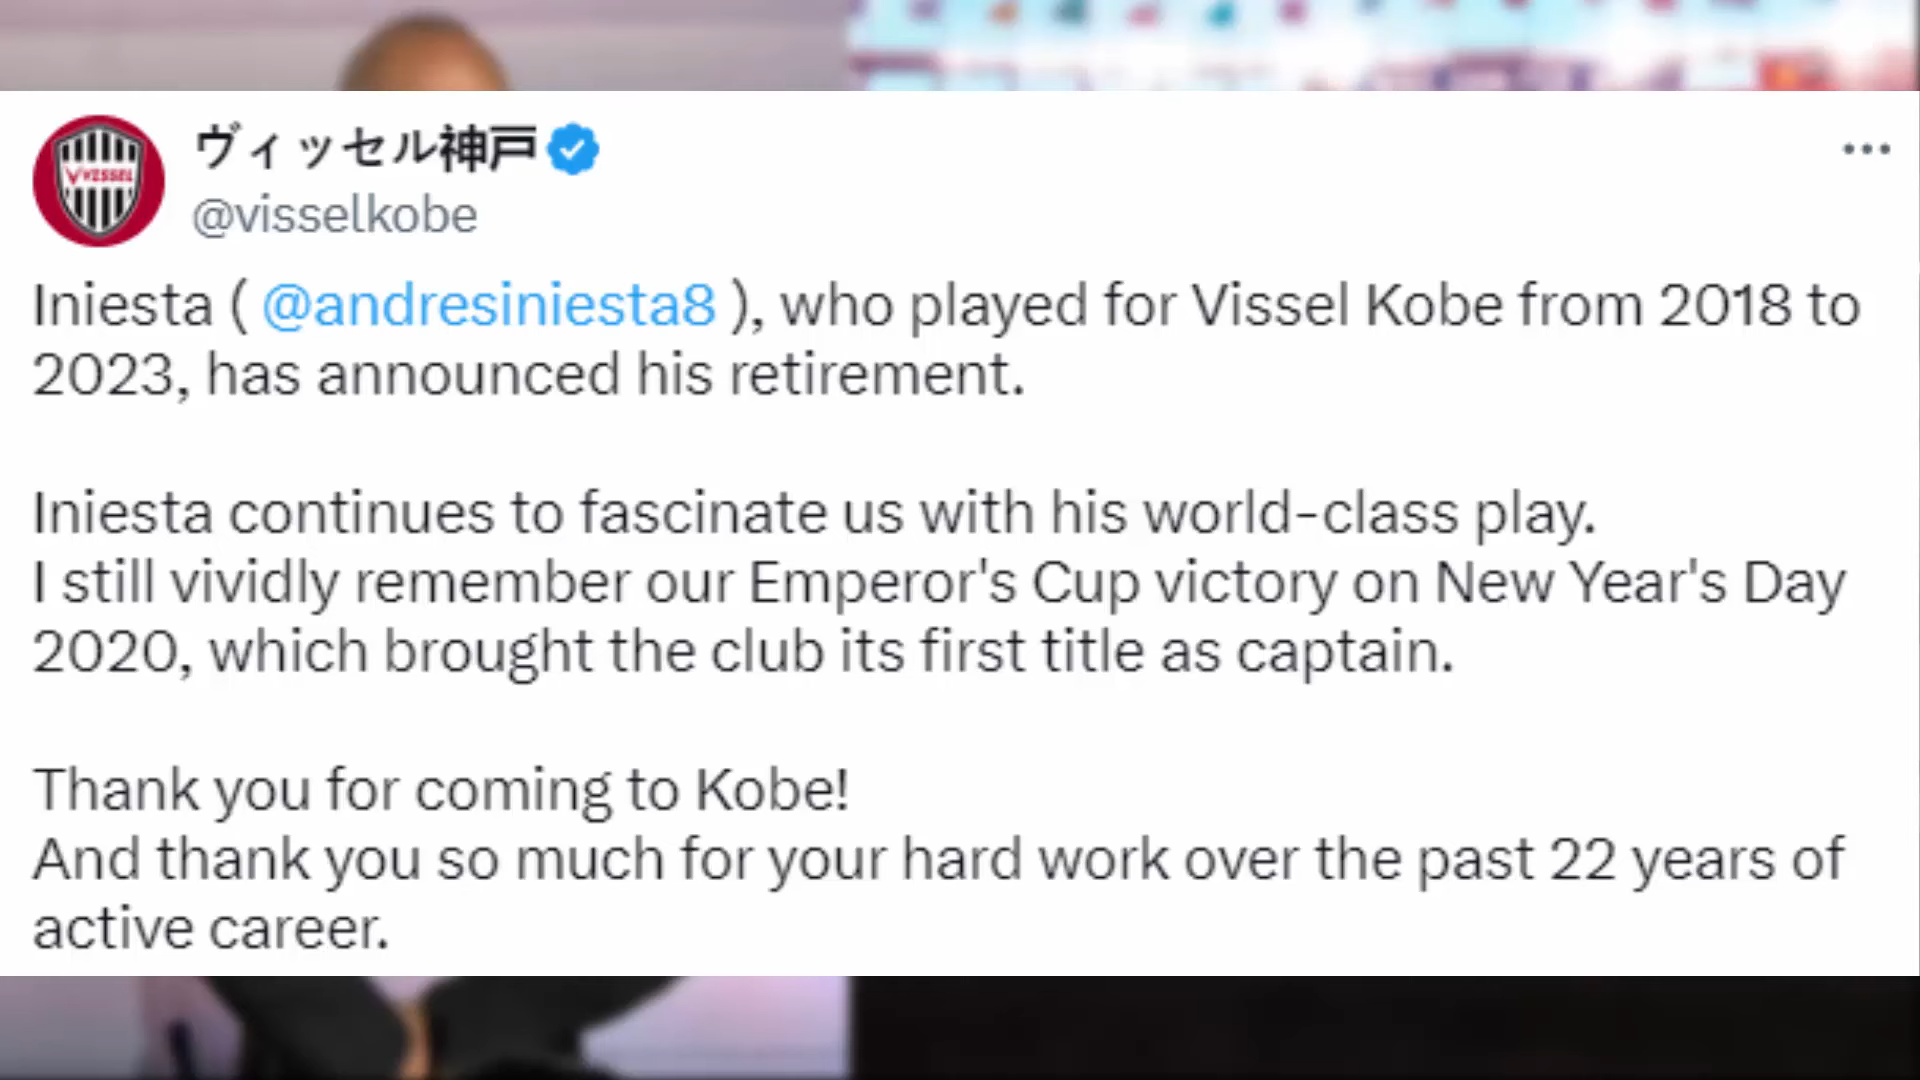 ヴィッセル神戸
VISSEL
@visselkobe
Iniesta ( @andresiniesta8 ), who played for Vissel Kobe from 2018 to
2023, has announced his retirement.
Iniesta continues to fascinate us with his world-class play.
I still vividly remember our Emperor's Cup victory on New Year's Day
2020, which brought the club its first title as captain.
Thank you for coming to Kobe!
And thank you so much for your hard work over the past 22 years of
active career.